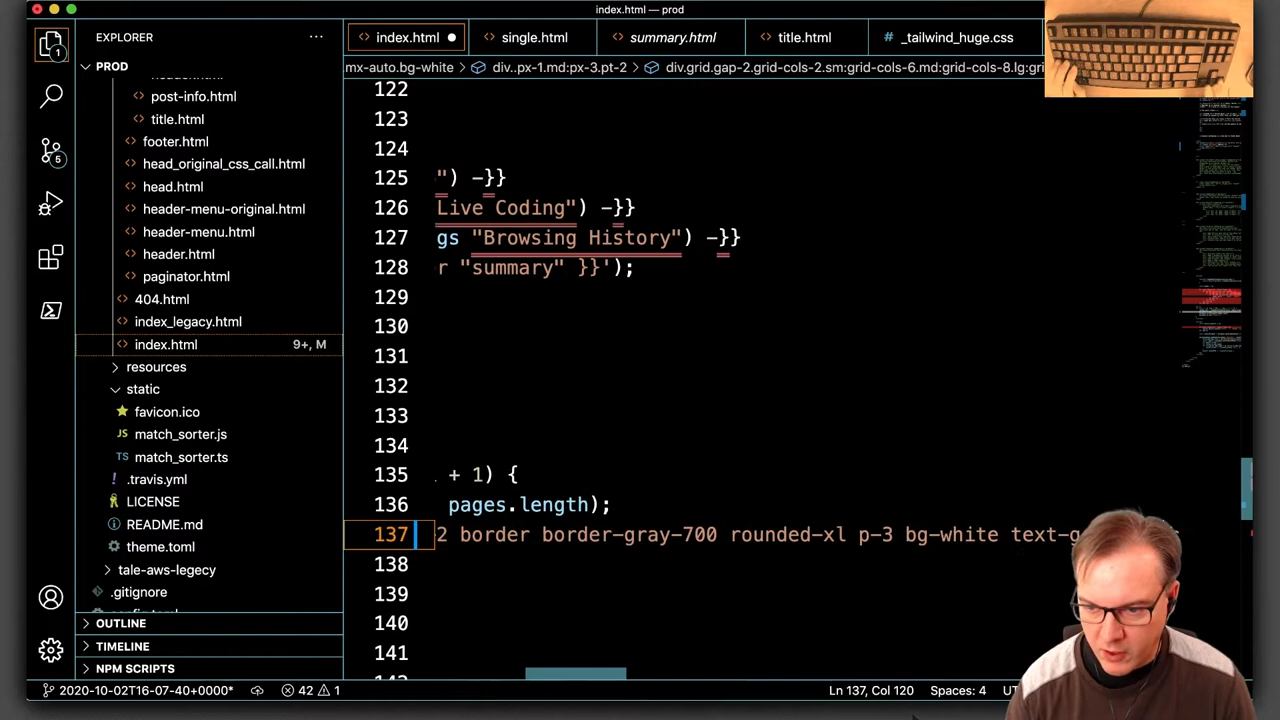 index.html — prod
EXPLORER
index.html
single.html
summary.html
title.html
_tailwind_huge.css
PROD
mx-auto.bg-white
div..px-1.md:px-3.pt-2
div.grid.gap-2.grid-cols-2.sm:grid-cols-6.md:grid-cols-8.lg:gr
post-info.html
title.html
footer.html
head_original_css_call.html
head.html
header-menu-original.html
header-menu.html
header.html
paginator.html
404.html
index_legacy.html
index.html 9+, M
resources
static
favicon.ico
match_sorter.js
match_sorter.ts
.travis.yml
LICENSE
README.md
theme.toml
tale-aws-legacy
.gitignore
OUTLINE
TIMELINE
NPM SCRIPTS
122
123
124
125 ") -}}
126 Live Coding") -}}
127 gs "Browsing History") -}}
128 r "summary" }}');
129
130
131
132
133
134
135 . + 1) {
136 pages.length);
137 2 border border-gray-700 rounded-xl p-3 bg-white text-g
138
139
140
141
2020-10-02T16-07-40+0000*
42
1
Ln 137, Col 120
Spaces: 4
1
5